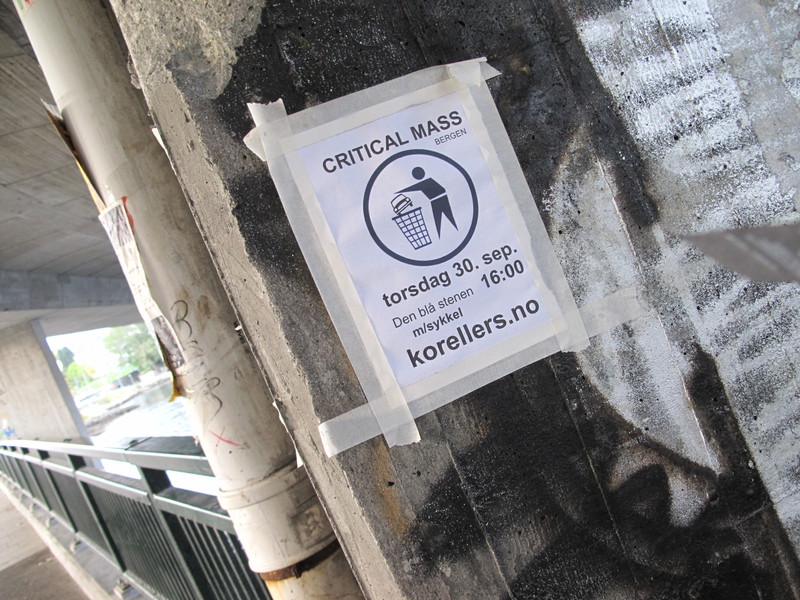 CRITICAL MASS
BERGEN
torsdag 30. sep.
Den blå stenen 16:00
m/sykkel
korellers.no